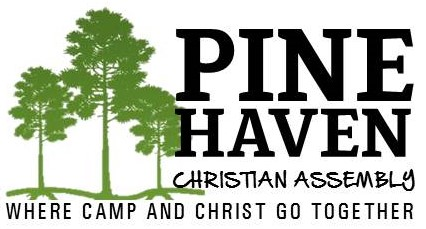 PINE
HAVEN
CHRISTIAN ASSEMBLY
WHERE CAMP AND CHRIST GO TOGETHER